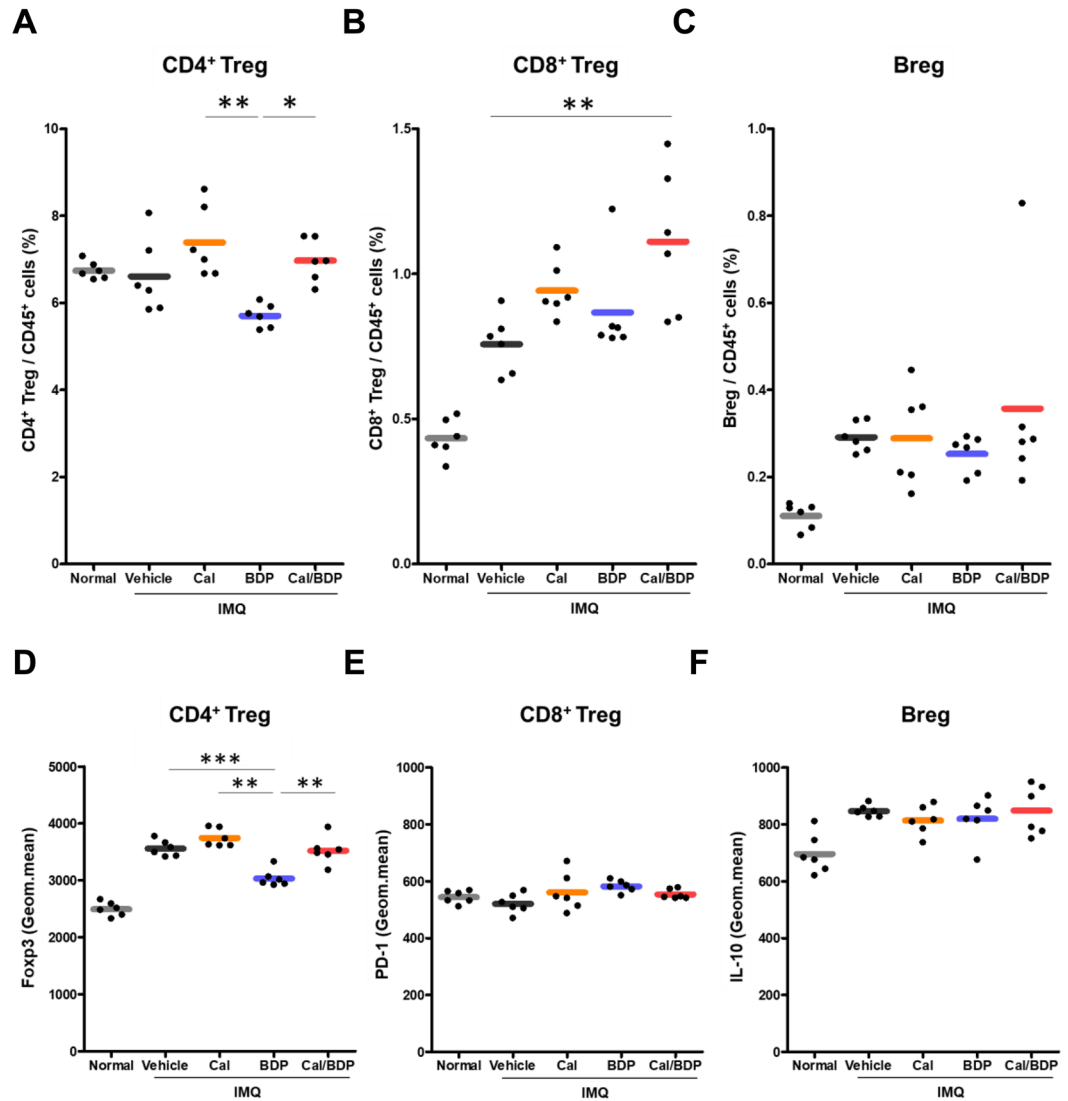 A
B
C
CD4⁺ Treg
CD8⁺ Treg
Breg
** *
**
CD4⁺ Treg / CD45⁺ cells (%)
10
8
6
4
2
0
Normal Vehicle Cal BDP Cal/BDP
IMQ
CD8⁺ Treg / CD45⁺ cells (%)
1.5
1.0
0.5
0.0
Normal Vehicle Cal BDP Cal/BDP
IMQ
Breg / CD45⁺ cells (%)
1.0
0.8
0.6
0.4
0.2
0.0
Normal Vehicle Cal BDP Cal/BDP
IMQ
D
E
F
CD4⁺ Treg
CD8⁺ Treg
Breg
***
** **
Foxp3 (Geom.mean)
5000
4000
3000
2000
1000
0
Normal Vehicle Cal BDP Cal/BDP
IMQ
PD-1 (Geom.mean)
1000
800
600
400
200
0
Normal Vehicle Cal BDP Cal/BDP
IMQ
IL-10 (Geom.mean)
1000
800
600
400
200
0
Normal Vehicle Cal BDP Cal/BDP
IMQ